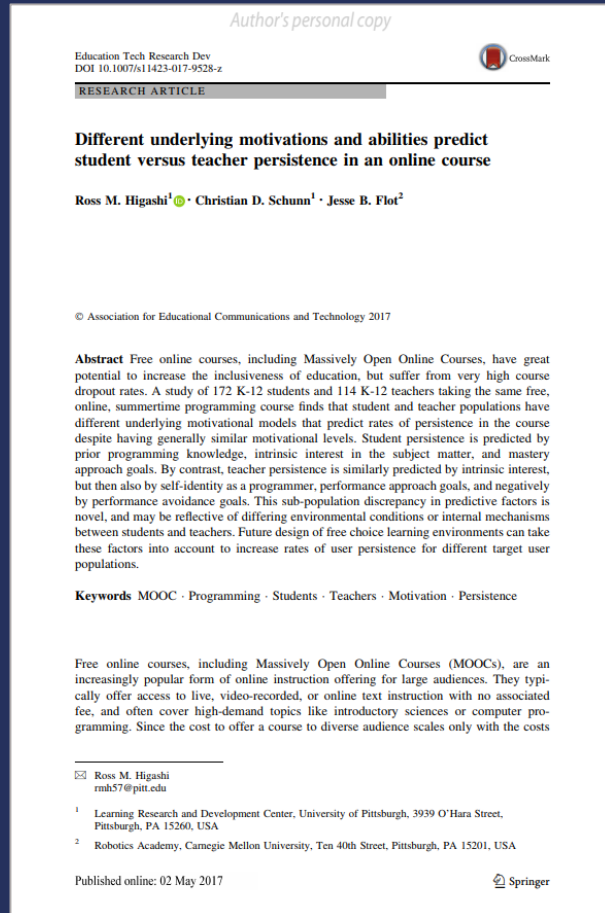 Author's personal copy
Education Tech Research Dev
DOI 10.1007/s11423-017-9528-z
CrossMark
RESEARCH ARTICLE
Different underlying motivations and abilities predict
student versus teacher persistence in an online course
Ross M. Higashi¹ iD · Christian D. Schunn¹ · Jesse B. Flot²
© Association for Educational Communications and Technology 2017
Abstract Free online courses, including Massively Open Online Courses, have great
potential to increase the inclusiveness of education, but suffer from very high course
dropout rates. A study of 172 K-12 students and 114 K-12 teachers taking the same free,
online, summertime programming course finds that student and teacher populations have
different underlying motivational models that predict rates of persistence in the course
despite having generally similar motivational levels. Student persistence is predicted by
prior programming knowledge, intrinsic interest in the subject matter, and mastery
approach goals. By contrast, teacher persistence is similarly predicted by intrinsic interest,
but then also by self-identity as a programmer, performance approach goals, and negatively
by performance avoidance goals. This sub-population discrepancy in predictive factors is
novel, and may be reflective of differing environmental conditions or internal mechanisms
between students and teachers. Future design of free choice learning environments can take
these factors into account to increase rates of user persistence for different target user
populations.
Keywords MOOC · Programming · Students · Teachers · Motivation · Persistence
Free online courses, including Massively Open Online Courses (MOOCs), are an
increasingly popular form of online instruction offering for large audiences. They typi-
cally offer access to live, video-recorded, or online text instruction with no associated
fee, and often cover high-demand topics like introductory sciences or computer pro-
gramming. Since the cost to offer a course to diverse audience scales only with the costs
✉ Ross M. Higashi
rmh57@pitt.edu
¹ Learning Research and Development Center, University of Pittsburgh, 3939 O'Hara Street,
Pittsburgh, PA 15260, USA
² Robotics Academy, Carnegie Mellon University, Ten 40th Street, Pittsburgh, PA 15201, USA
Published online: 02 May 2017
Springer